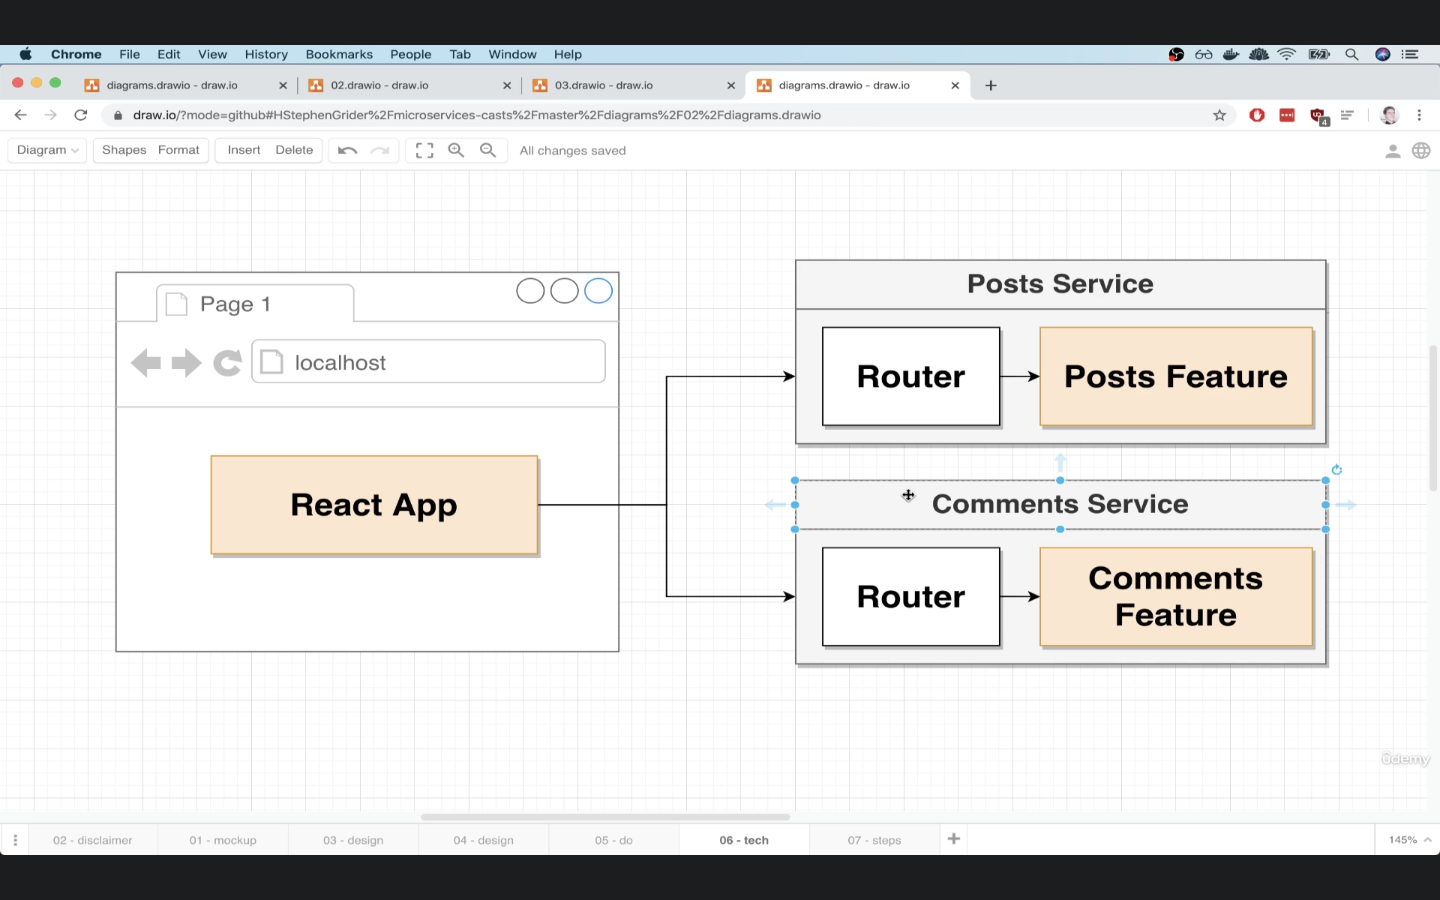 Chrome File Edit View History Bookmarks People Tab Window Help
diagrams.drawio - draw.io
02.drawio - draw.io
03.drawio - draw.io
diagrams.drawio - draw.io
draw.io/?mode=github#HStephenGrider%2Fmicroservices-casts%2Fmaster%2Fdiagrams%2F02%2Fdiagrams.drawio
4
Diagram Shapes Format Insert Delete All changes saved
Page 1
localhost
React App
Posts Service
Router
Posts Feature
Comments Service
Router
Comments
Feature
ûdemy
02 - disclaimer
01 - mockup
03 - design
04 - design
05 - do
06 - tech
07 - steps
145%